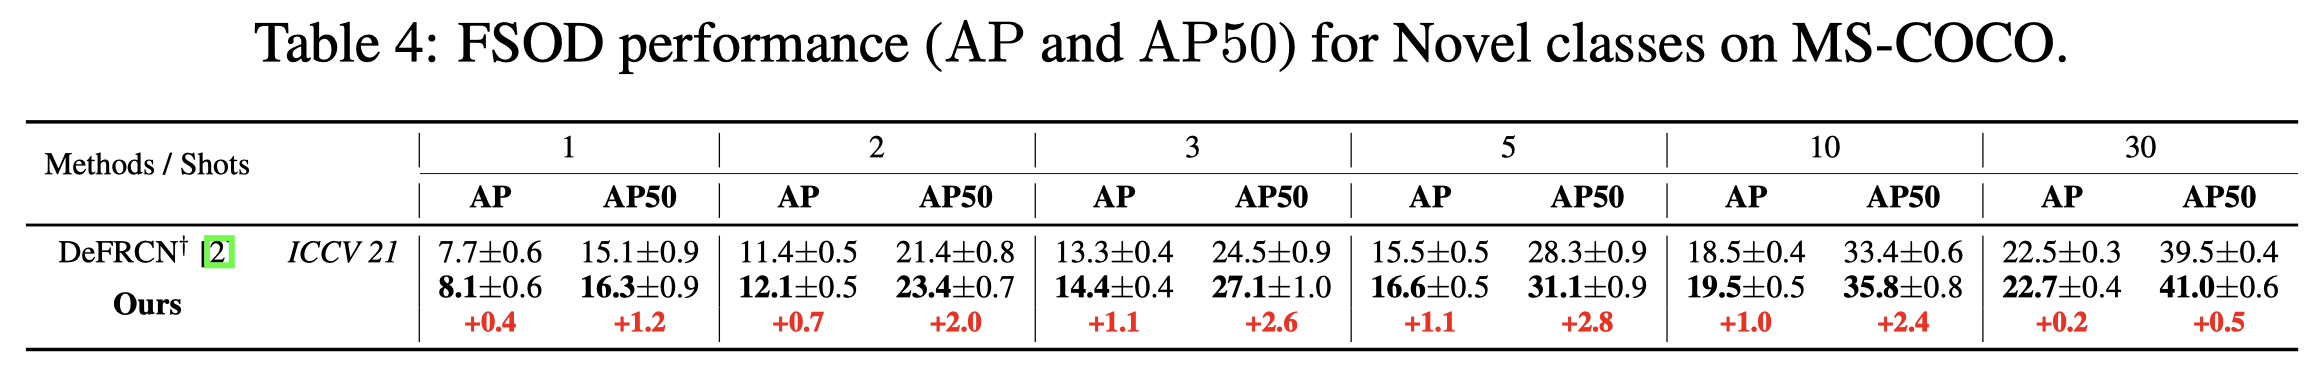 Table 4: FSOD performance (AP and AP50) for Novel classes on MS-COCO.
Methods / Shots 1 2 3 5 10 30
AP AP50 AP AP50 AP AP50 AP AP50 AP AP50 AP AP50
DeFRCN† [2] ICCV 21 7.7±0.6 15.1±0.9 11.4±0.5 21.4±0.8 13.3±0.4 24.5±0.9 15.5±0.5 28.3±0.9 18.5±0.4 33.4±0.6 22.5±0.3 39.5±0.4
Ours 8.1±0.6 16.3±0.9 12.1±0.5 23.4±0.7 14.4±0.4 27.1±1.0 16.6±0.5 31.1±0.9 19.5±0.5 35.8±0.8 22.7±0.4 41.0±0.6
+0.4 +1.2 +0.7 +2.0 +1.1 +2.6 +1.1 +2.8 +1.0 +2.4 +0.2 +0.5